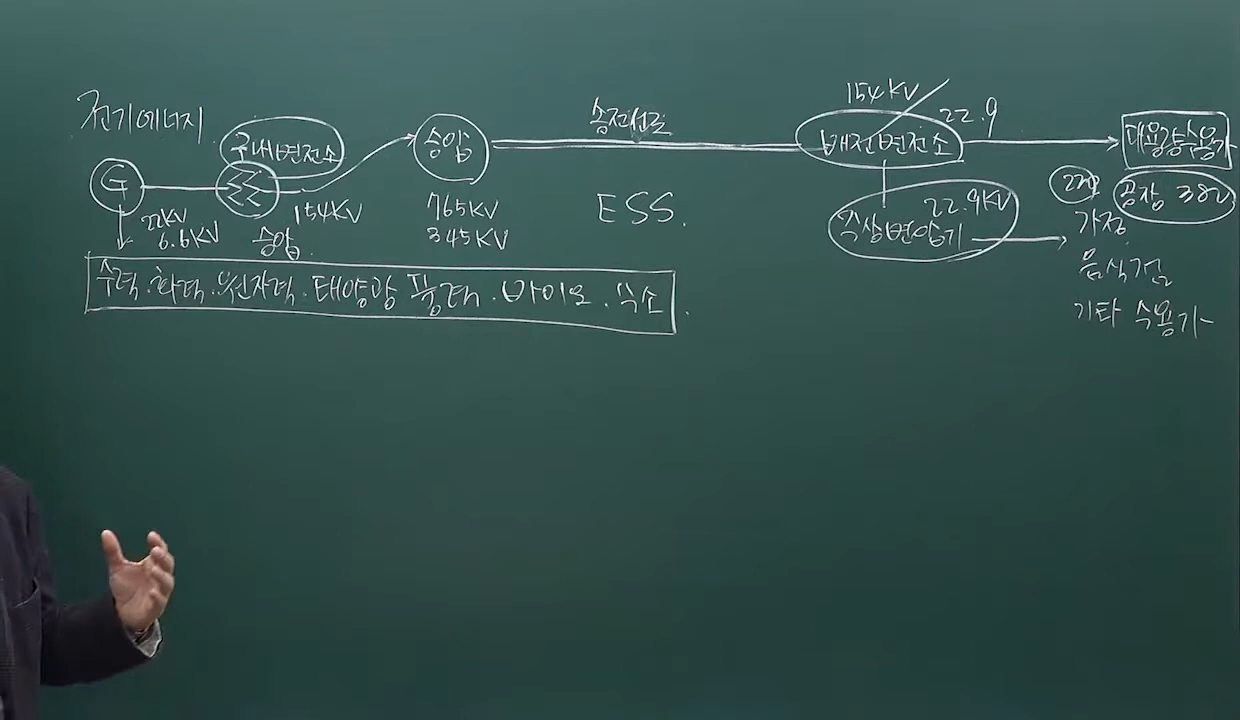 전기에너지
구내변전소
G
22KV
6.6KV
승압
154KV
승압
765KV
345KV
송전선로
ESS.
154KV
배전변전소
22.9
대용량수용가
22.9KV
주상변압기
220
공장 380
가정
음식점
기타 수용가
수력.화력.원자력.태양광 풍력.바이오.수소.